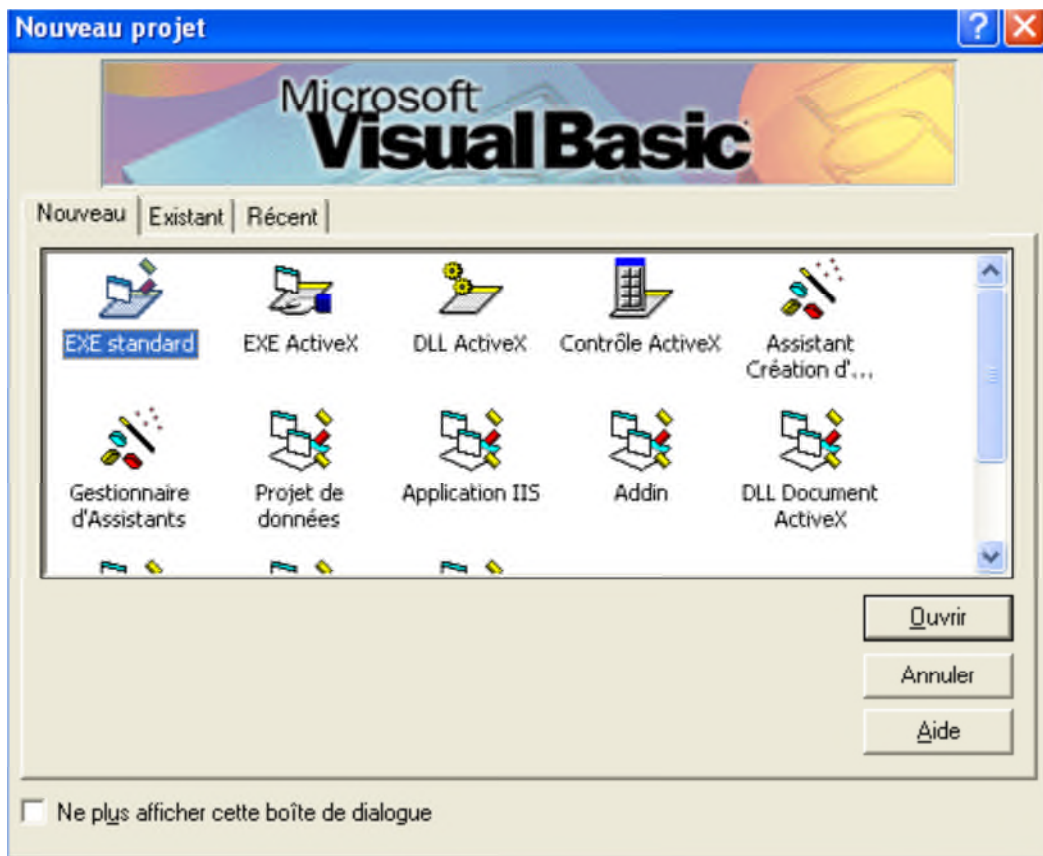 Nouveau projet
Microsoft
Visual Basic
Nouveau Existant Récent
EXE standard EXE ActiveX DLL ActiveX Contrôle ActiveX Assistant
Création d'...
Gestionnaire Projet de Application IIS Addin DLL Document
d'Assistants données ActiveX
Ouvrir
Annuler
Aide
Ne plus afficher cette boîte de dialogue